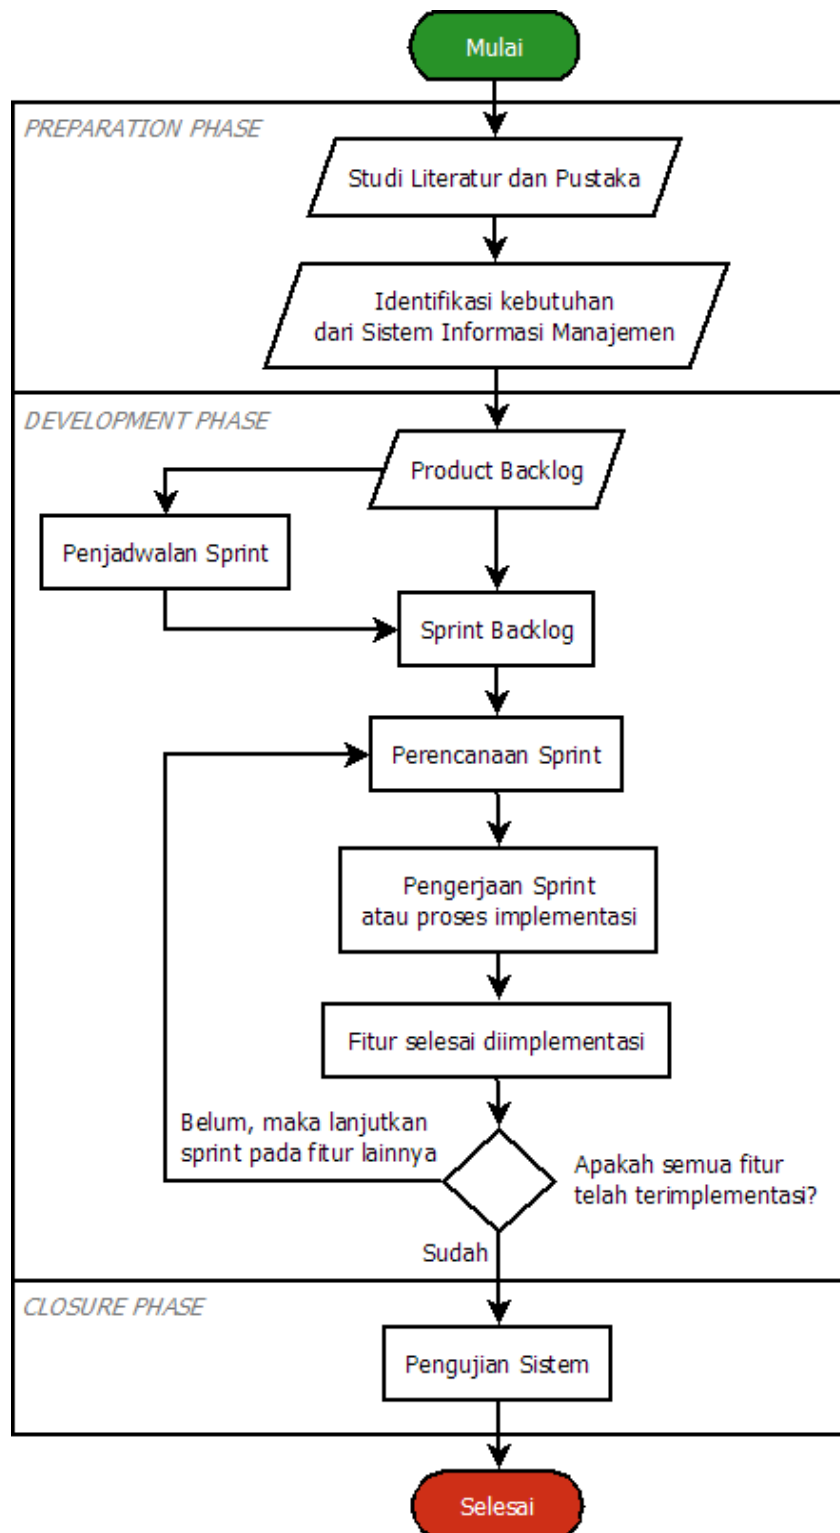 Mulai
PREPARATION PHASE
Studi Literatur dan Pustaka
Identifikasi kebutuhan
dari Sistem Informasi Manajemen
DEVELOPMENT PHASE
Product Backlog
Penjadwalan Sprint
Sprint Backlog
Perencanaan Sprint
Pengerjaan Sprint
atau proses implementasi
Fitur selesai diimplementasi
Belum, maka lanjutkan
sprint pada fitur lainnya
Apakah semua fitur
telah terimplementasi?
Sudah
CLOSURE PHASE
Pengujian Sistem
Selesai